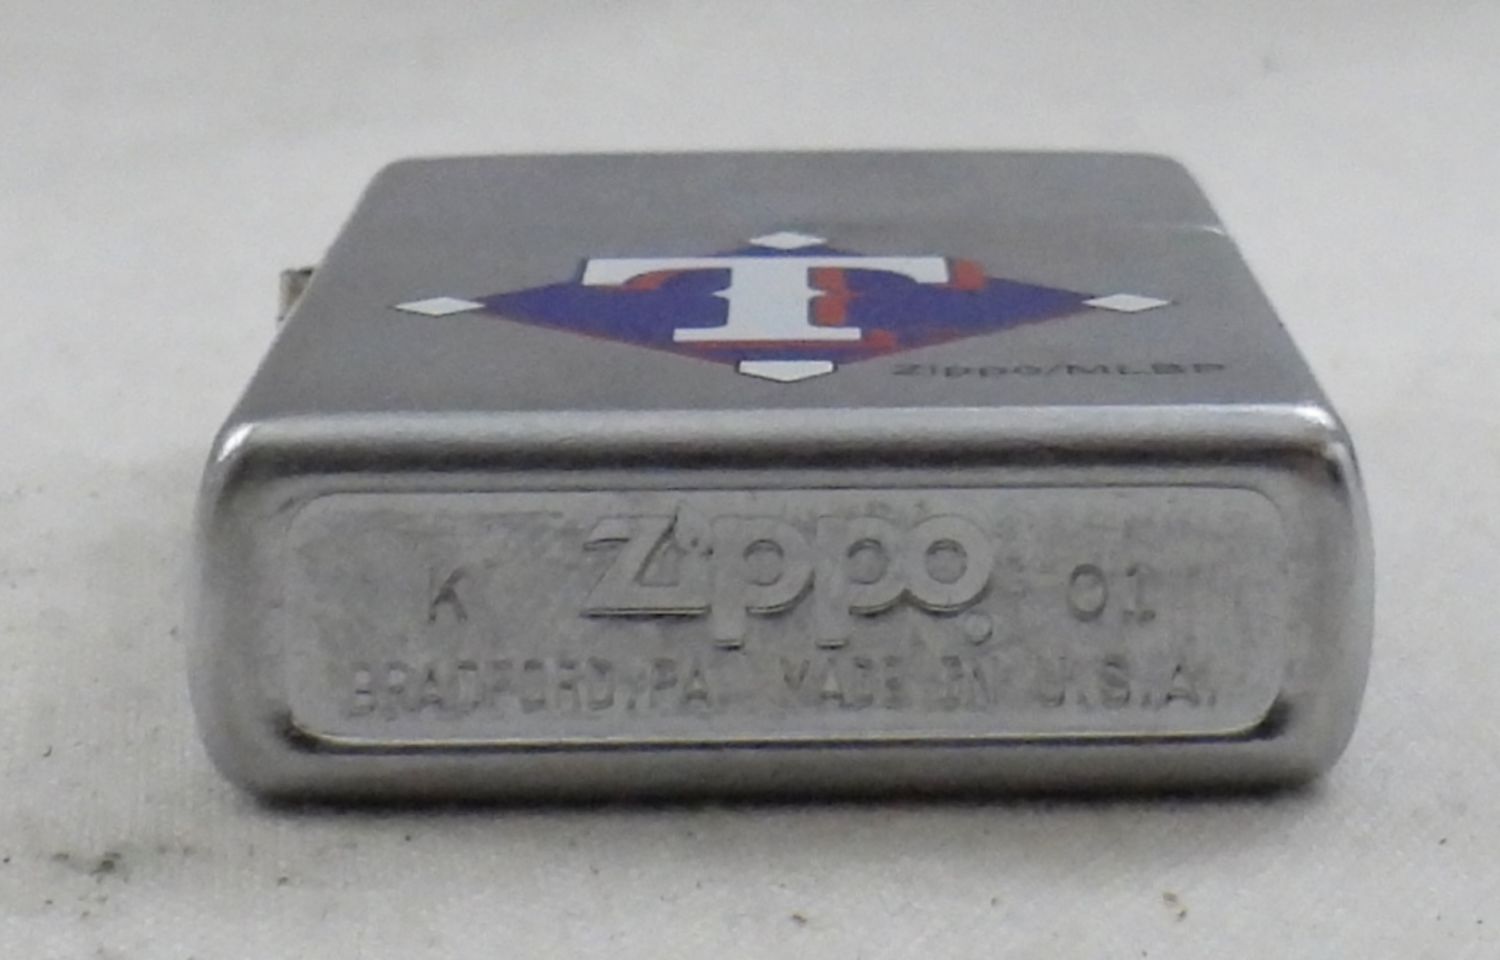 T
Zippo/MLBP
K Zippo® 01
BRADFORD, PA. MADE IN U.S.A.